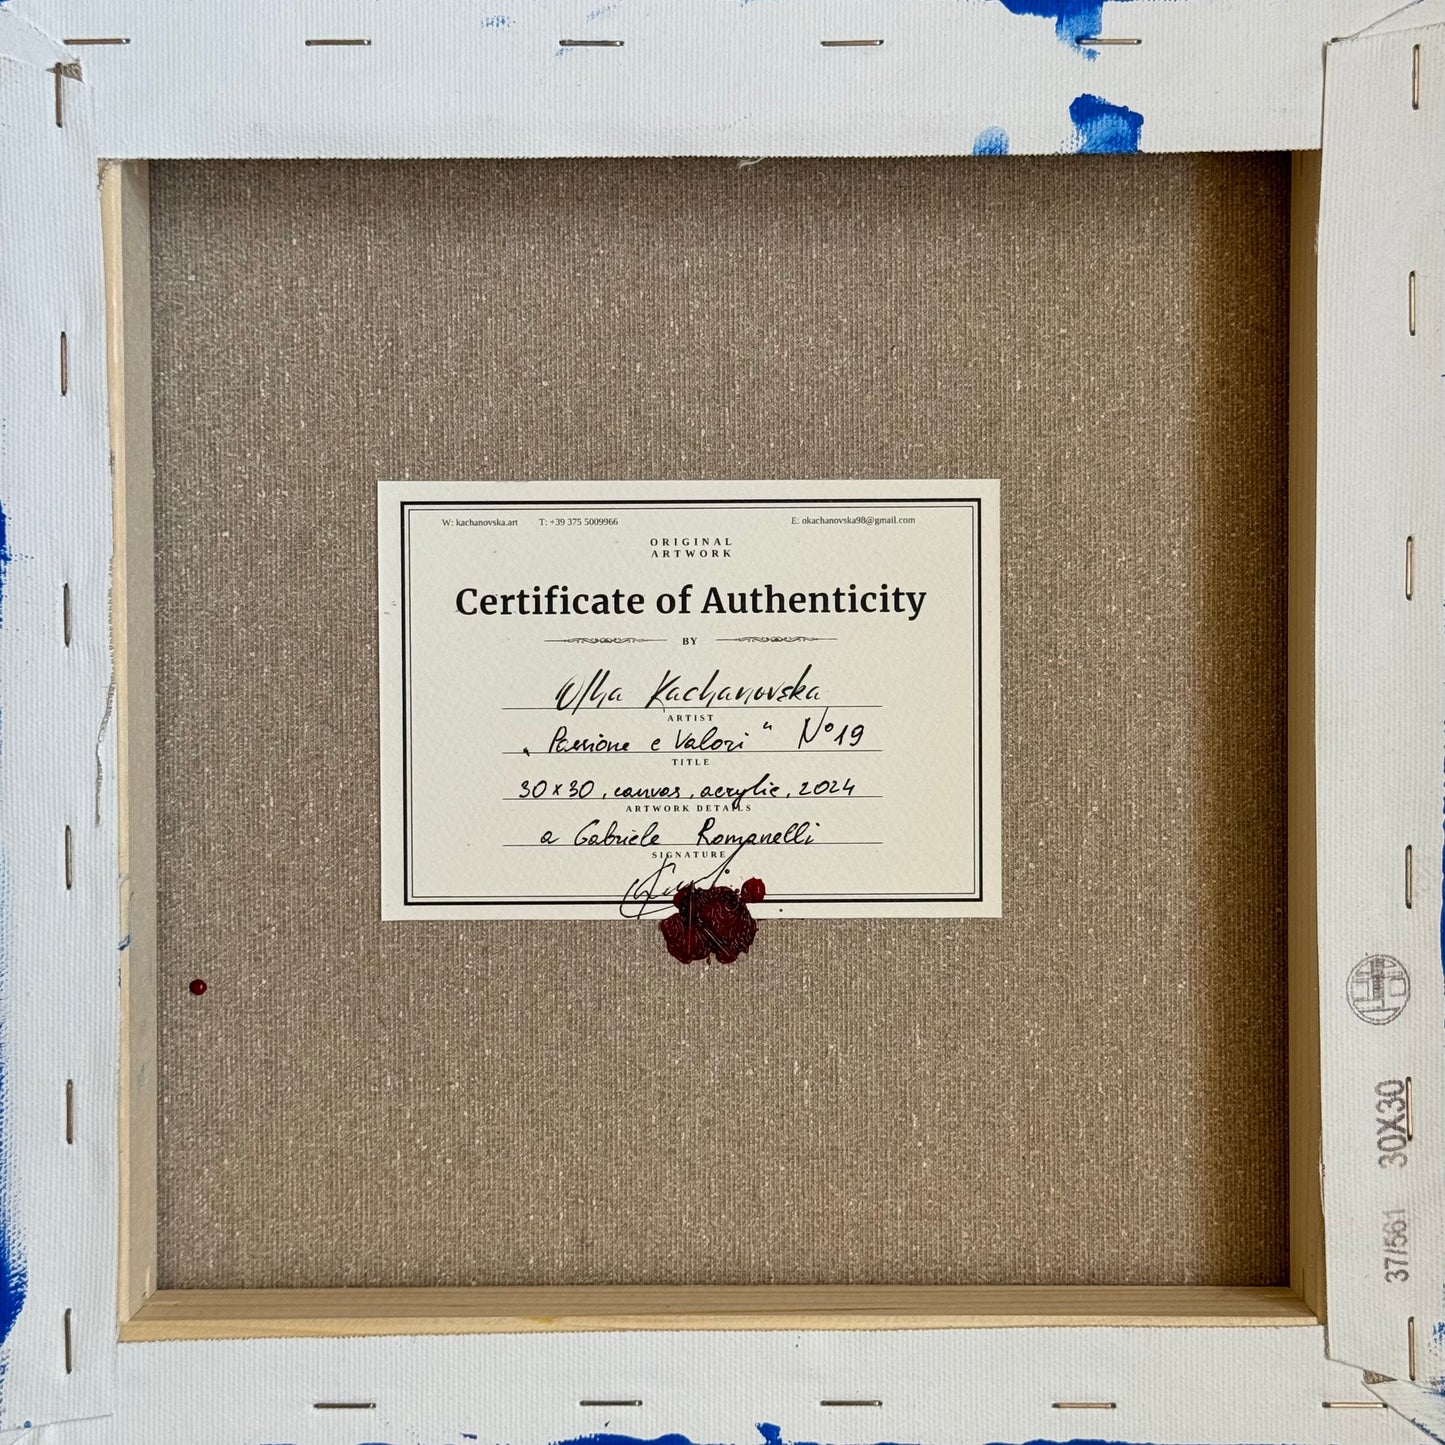 W: kachanovska.art T: +39 375 5009966 E: okachanovska98@gmail.com
ORIGINAL
ARTWORK
Certificate of Authenticity
BY
Olha Kachanovska
ARTIST
„Passione e Valori“ N°19
TITLE
30x30, canvas, acrylic, 2024
ARTWORK DETAILS
a Gabriele Romanelli
SIGNATURE
30X30
37/561